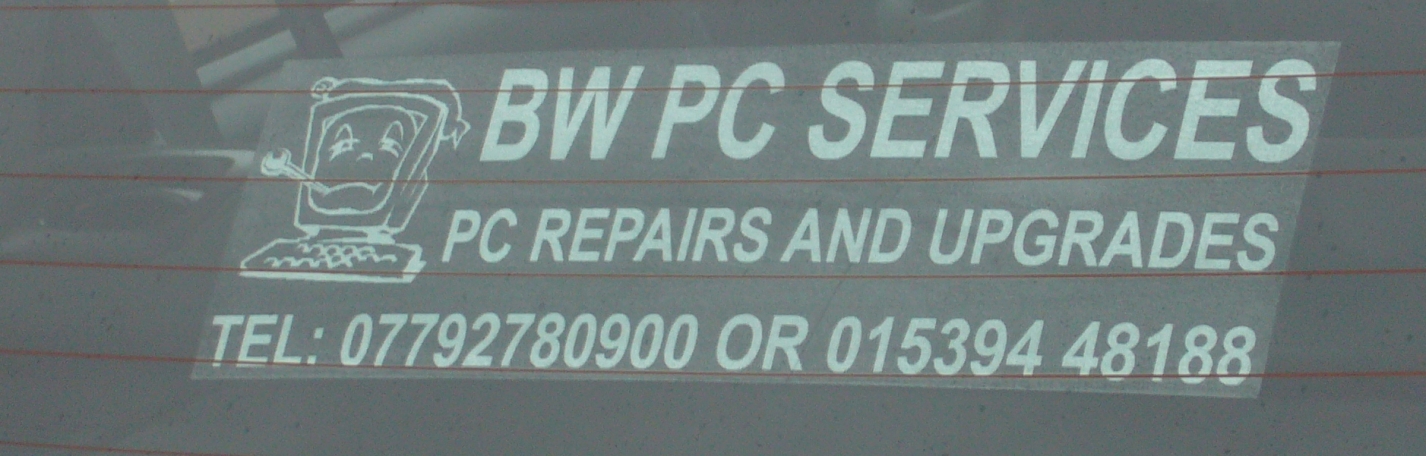 BW PC SERVICES
PC REPAIRS AND UPGRADES
TEL: 07792780900 OR 015394 48188